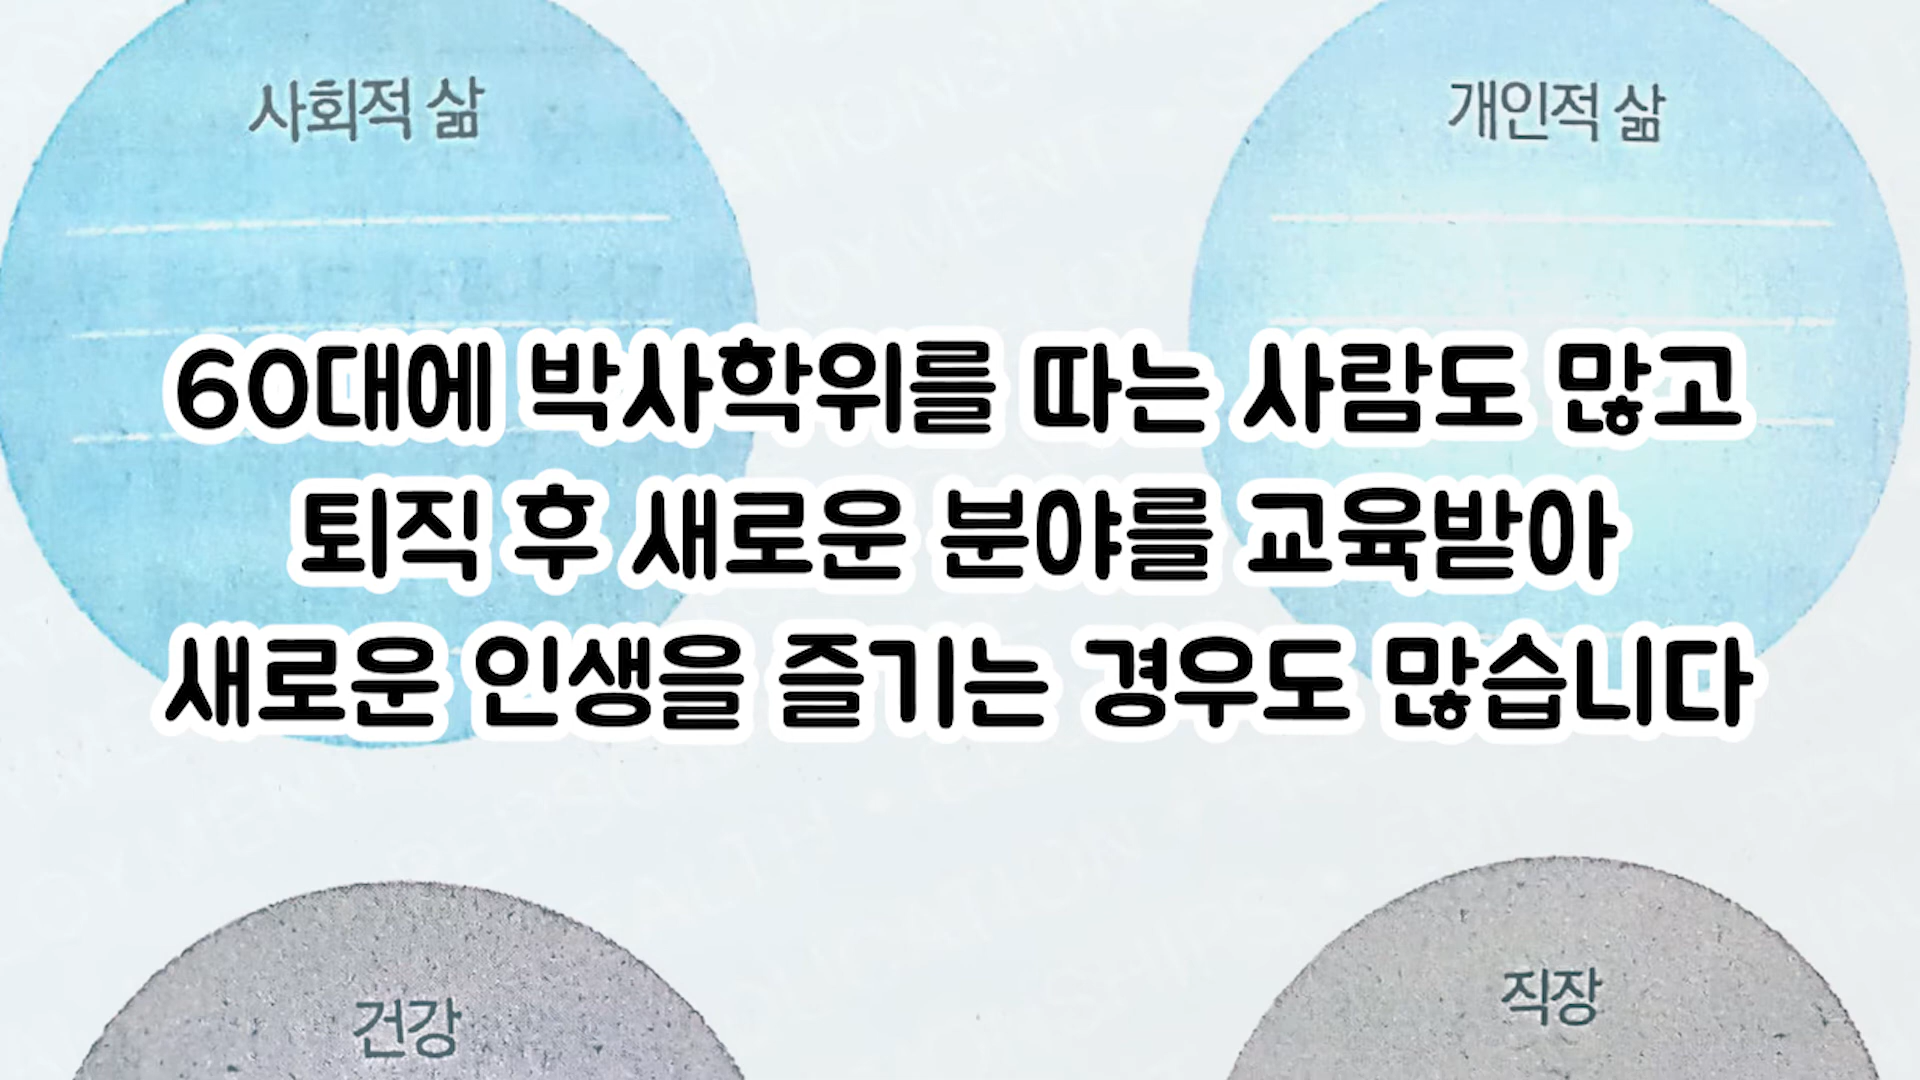 사회적 삶
개인적 삶
60대에 박사학위를 따는 사람도 많고
퇴직 후 새로운 분야를 교육받아
새로운 인생을 즐기는 경우도 많습니다
건강
직장